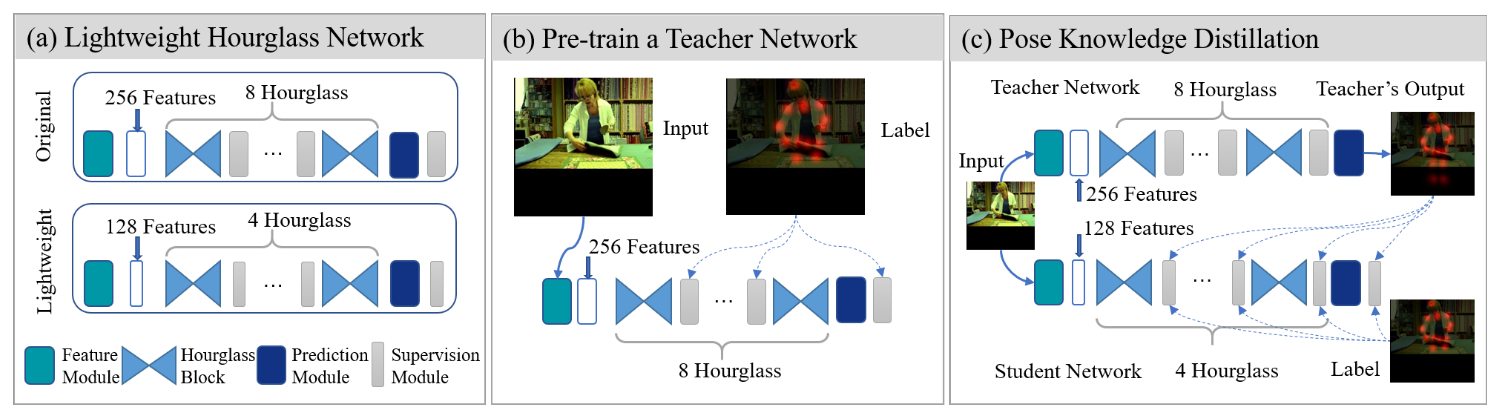 (a) Lightweight Hourglass Network
Original
256 Features
8 Hourglass
...
Lightweight
128 Features
4 Hourglass
...
Feature
Module
Hourglass
Block
Prediction
Module
Supervision
Module
(b) Pre-train a Teacher Network
Input
Label
256 Features
...
8 Hourglass
(c) Pose Knowledge Distillation
Teacher Network
8 Hourglass
Teacher's Output
Input
...
256 Features
128 Features
...
Student Network
4 Hourglass
Label